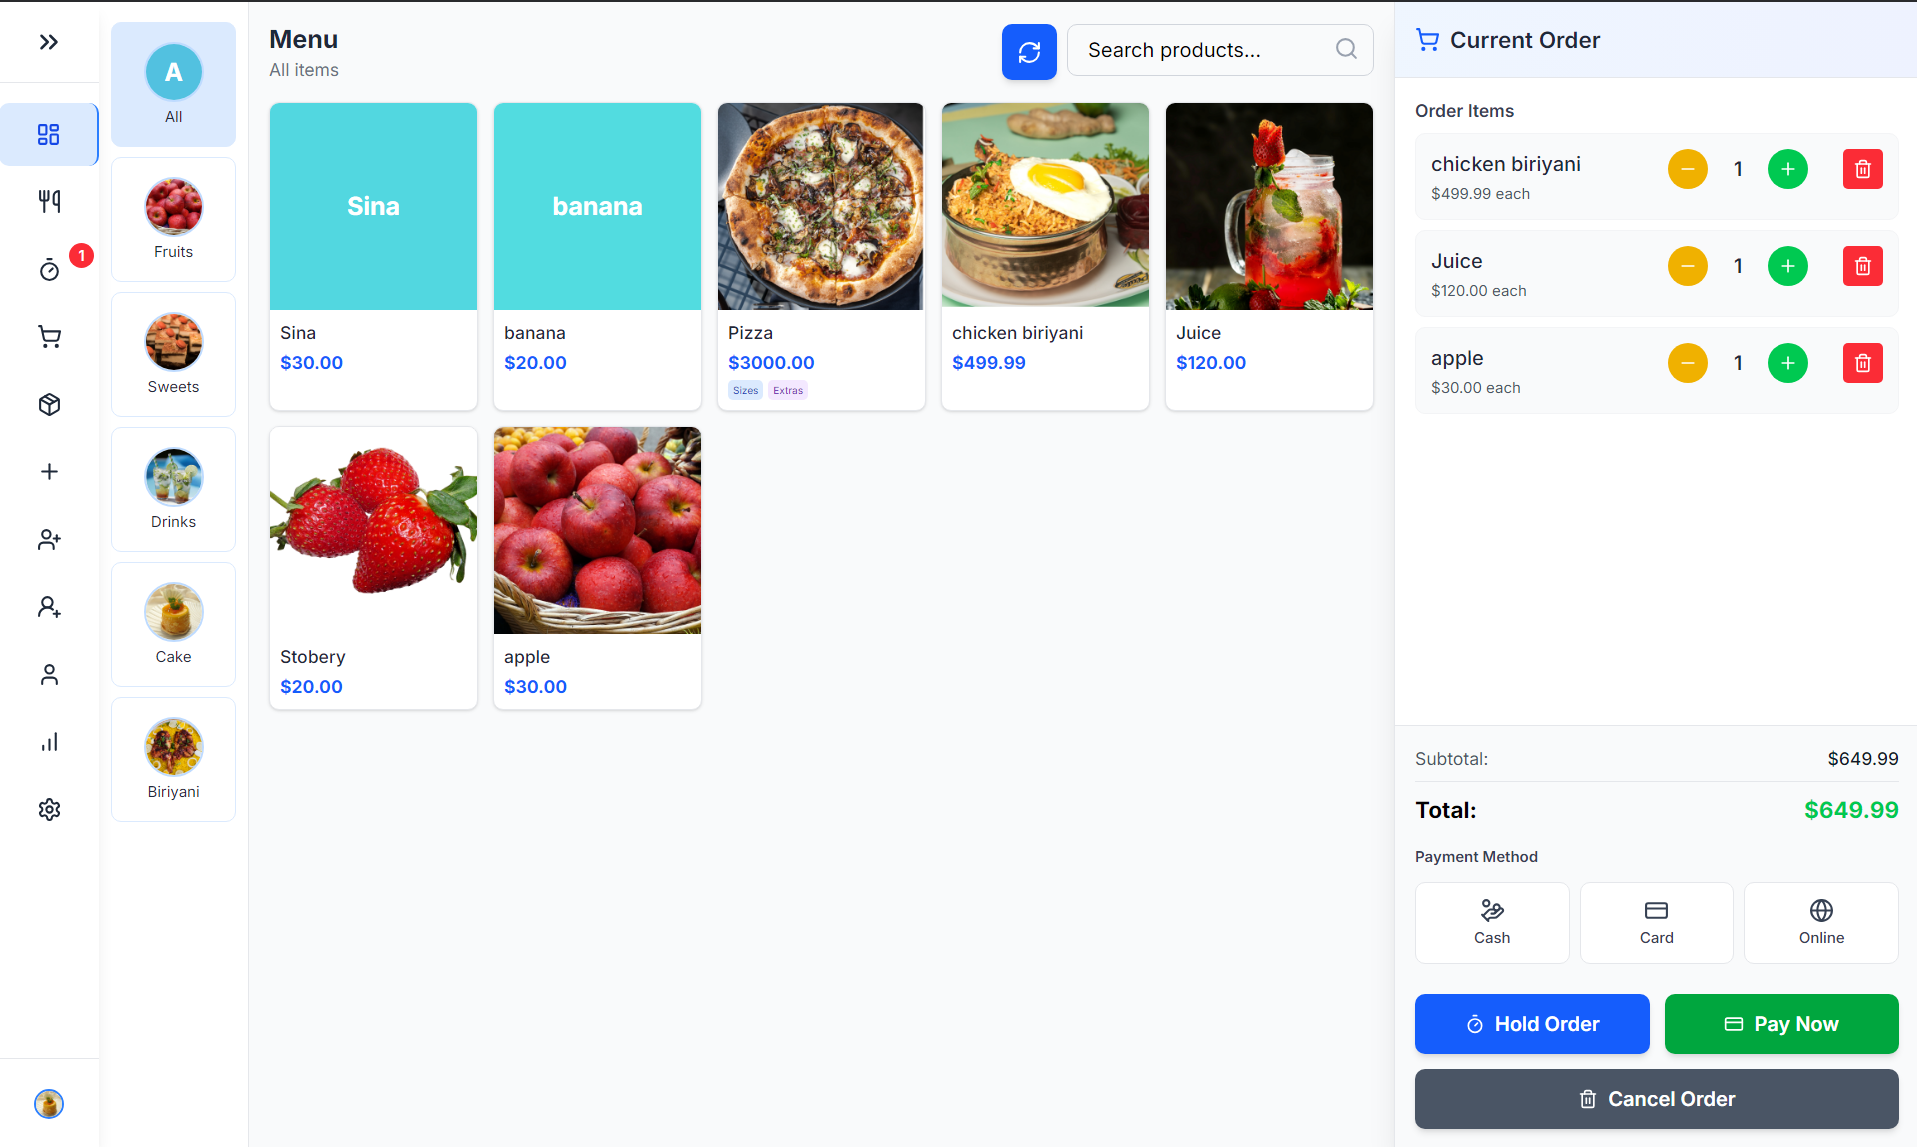 1
A
All
Fruits
Sweets
Drinks
Cake
Biriyani
Menu
All items
Search products...
Sina
Sina
$30.00
banana
banana
$20.00
Pizza
$3000.00
Sizes Extras
chicken biriyani
$499.99
Juice
$120.00
Stobery
$20.00
apple
$30.00
Current Order
Order Items
chicken biriyani
$499.99 each
1
Juice
$120.00 each
1
apple
$30.00 each
1
Subtotal: $649.99
Total: $649.99
Payment Method
Cash
Card
Online
Hold Order
Pay Now
Cancel Order